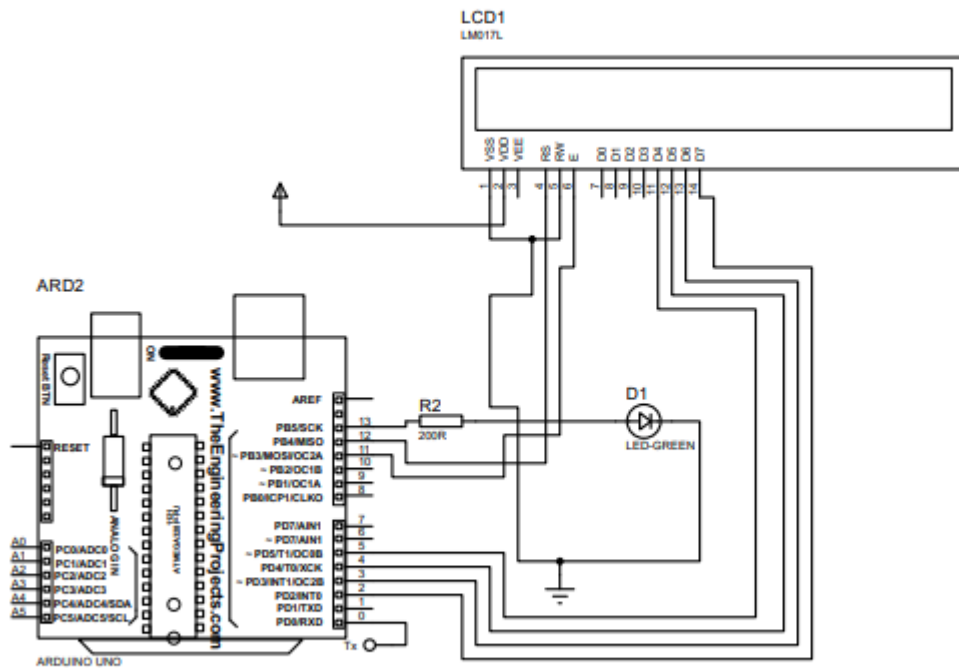 LCD1
LM017L
VSS
VDD
VEE
RS
RW
E
D0
D1
D2
D3
D4
D5
D6
D7
1
2
3
4
5
6
7
8
9
10
11
12
13
14
ARD2
Reset BTN
ON
www.TheEngineeringProjects.com
RESET
ANALOG IN
AREF
PB5/SCK 13
PB4/MISO 12
~ PB3/MOSI/OC2A 11
~ PB2/OC1B 10
~ PB1/OC1A 9
PB0/ICP1/CLKO 8
PD7/AIN1 7
~ PD7/AIN1 6
~ PD5/T1/OC0B 5
PD4/T0/XCK 4
~ PD3/INT1/OC2B 3
PD2/INT0 2
PD1/TXD 1
PD0/RXD 0
A0 PC0/ADC0
A1 PC1/ADC1
A2 PC2/ADC2
A3 PC3/ADC3
A4 PC4/ADC4/SDA
A5 PC5/ADC5/SCL
R2
200R
D1
LED-GREEN
Tx
ARDUINO UNO